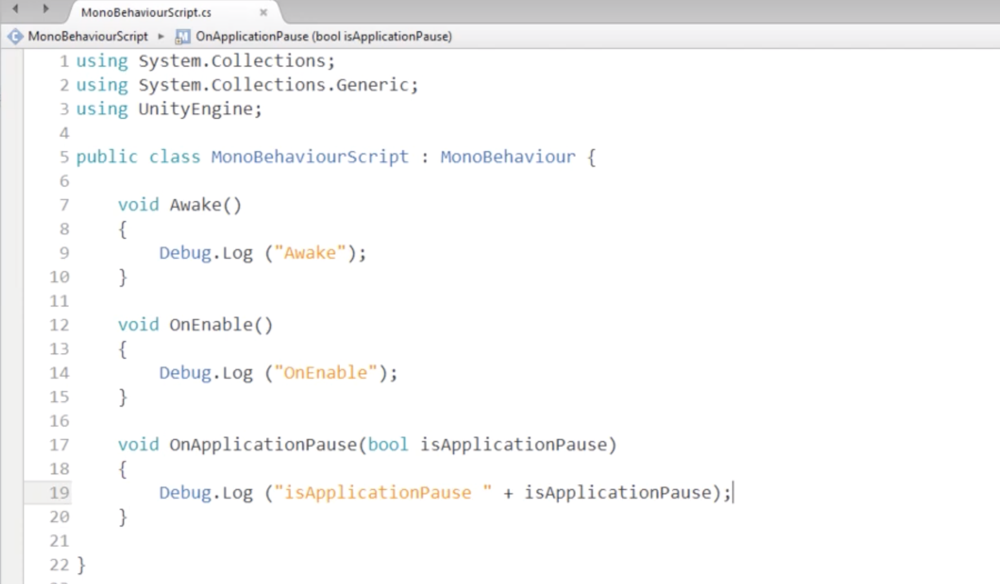 MonoBehaviourScript.cs
MonoBehaviourScript ▸ OnApplicationPause (bool isApplicationPause)
1 using System.Collections;
2 using System.Collections.Generic;
3 using UnityEngine;
4
5 public class MonoBehaviourScript : MonoBehaviour {
6
7 void Awake()
8 {
9 Debug.Log ("Awake");
10 }
11
12 void OnEnable()
13 {
14 Debug.Log ("OnEnable");
15 }
16
17 void OnApplicationPause(bool isApplicationPause)
18 {
19 Debug.Log ("isApplicationPause " + isApplicationPause);
20 }
21
22 }